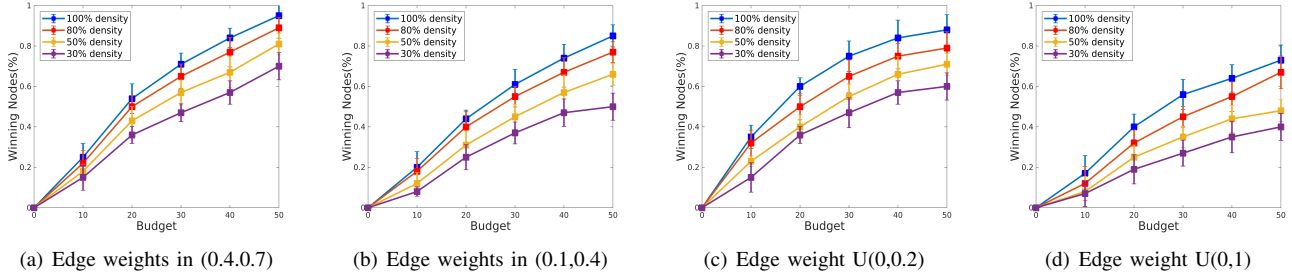 1
0.8
0.6
0.4
0.2
0
Winning Nodes(%)
100% density
80% density
50% density
30% density
0 10 20 30 40 50
Budget
(a) Edge weights in (0.4.0.7)
1
0.8
0.6
0.4
0.2
0
Winning Nodes(%)
100% density
80% density
50% density
30% density
0 10 20 30 40 50
Budget
(b) Edge weights in (0.1,0.4)
1
0.8
0.6
0.4
0.2
0
Winning Nodes(%)
100% density
80% density
50% density
30% density
0 10 20 30 40 50
Budget
(c) Edge weight U(0,0.2)
1
0.8
0.6
0.4
0.2
0
Winning Nodes(%)
100% density
80% density
50% density
30% density
0 10 20 30 40 50
Budget
(d) Edge weight U(0,1)